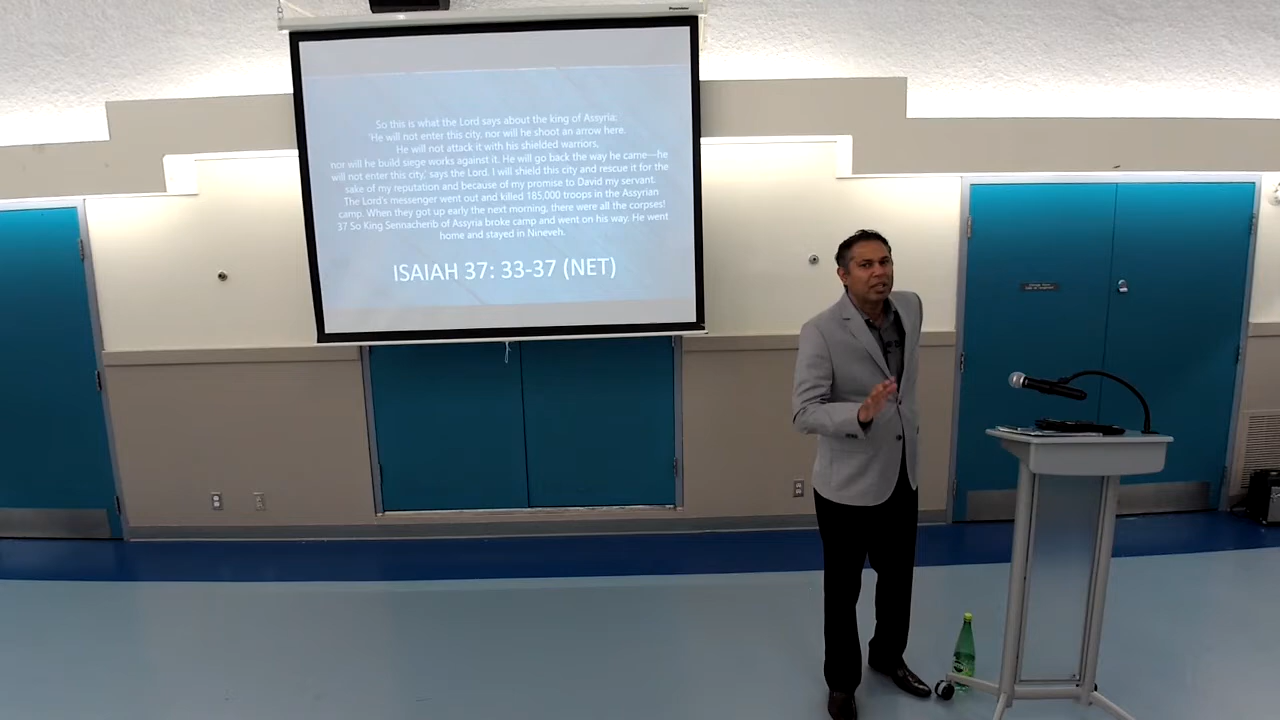 So this is what the Lord says about the king of Assyria:
'He will not enter this city, nor will he shoot an arrow here.
He will not attack it with his shielded warriors,
nor will he build siege works against it. He will go back the way he came—he
will not enter this city,' says the Lord. I will shield this city and rescue it for the
sake of my reputation and because of my promise to David my servant.
The Lord's messenger went out and killed 185,000 troops in the Assyrian
camp. When they got up early the next morning, there were all the corpses!
37 So King Sennacherib of Assyria broke camp and went on his way. He went
home and stayed in Nineveh.
ISAIAH 37: 33-37 (NET)